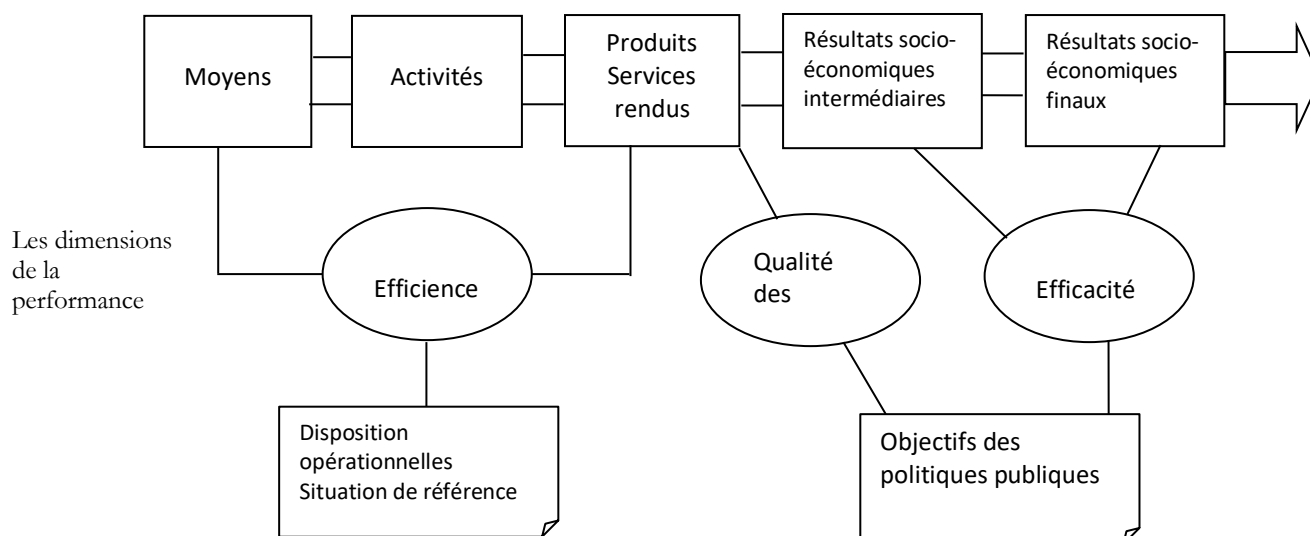 Moyens
Activités
Produits
Services
rendus
Résultats socio-
économiques
intermédiaires
Résultats socio-
économiques
finaux
Les dimensions
de la
performance
Efficience
Qualité
des
Efficacité
Disposition
opérationnelles
Situation de référence
Objectifs des
politiques publiques